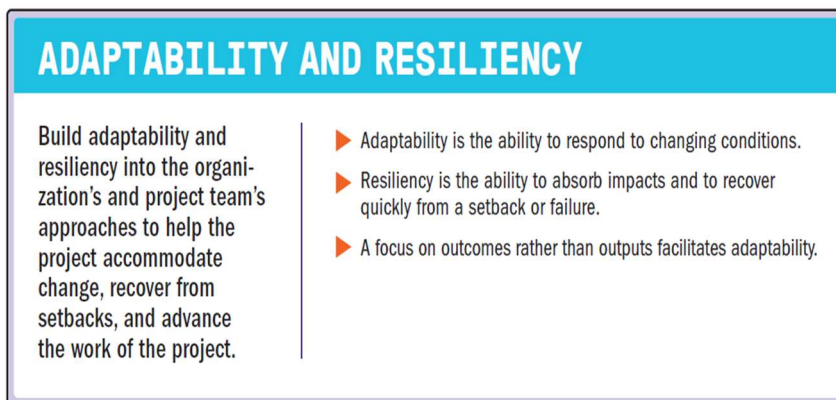 ADAPTABILITY AND RESILIENCY
Build adaptability and
resiliency into the organi-
zation's and project team's
approaches to help the
project accommodate
change, recover from
setbacks, and advance
the work of the project.
Adaptability is the ability to respond to changing conditions.
Resiliency is the ability to absorb impacts and to recover
quickly from a setback or failure.
A focus on outcomes rather than outputs facilitates adaptability.